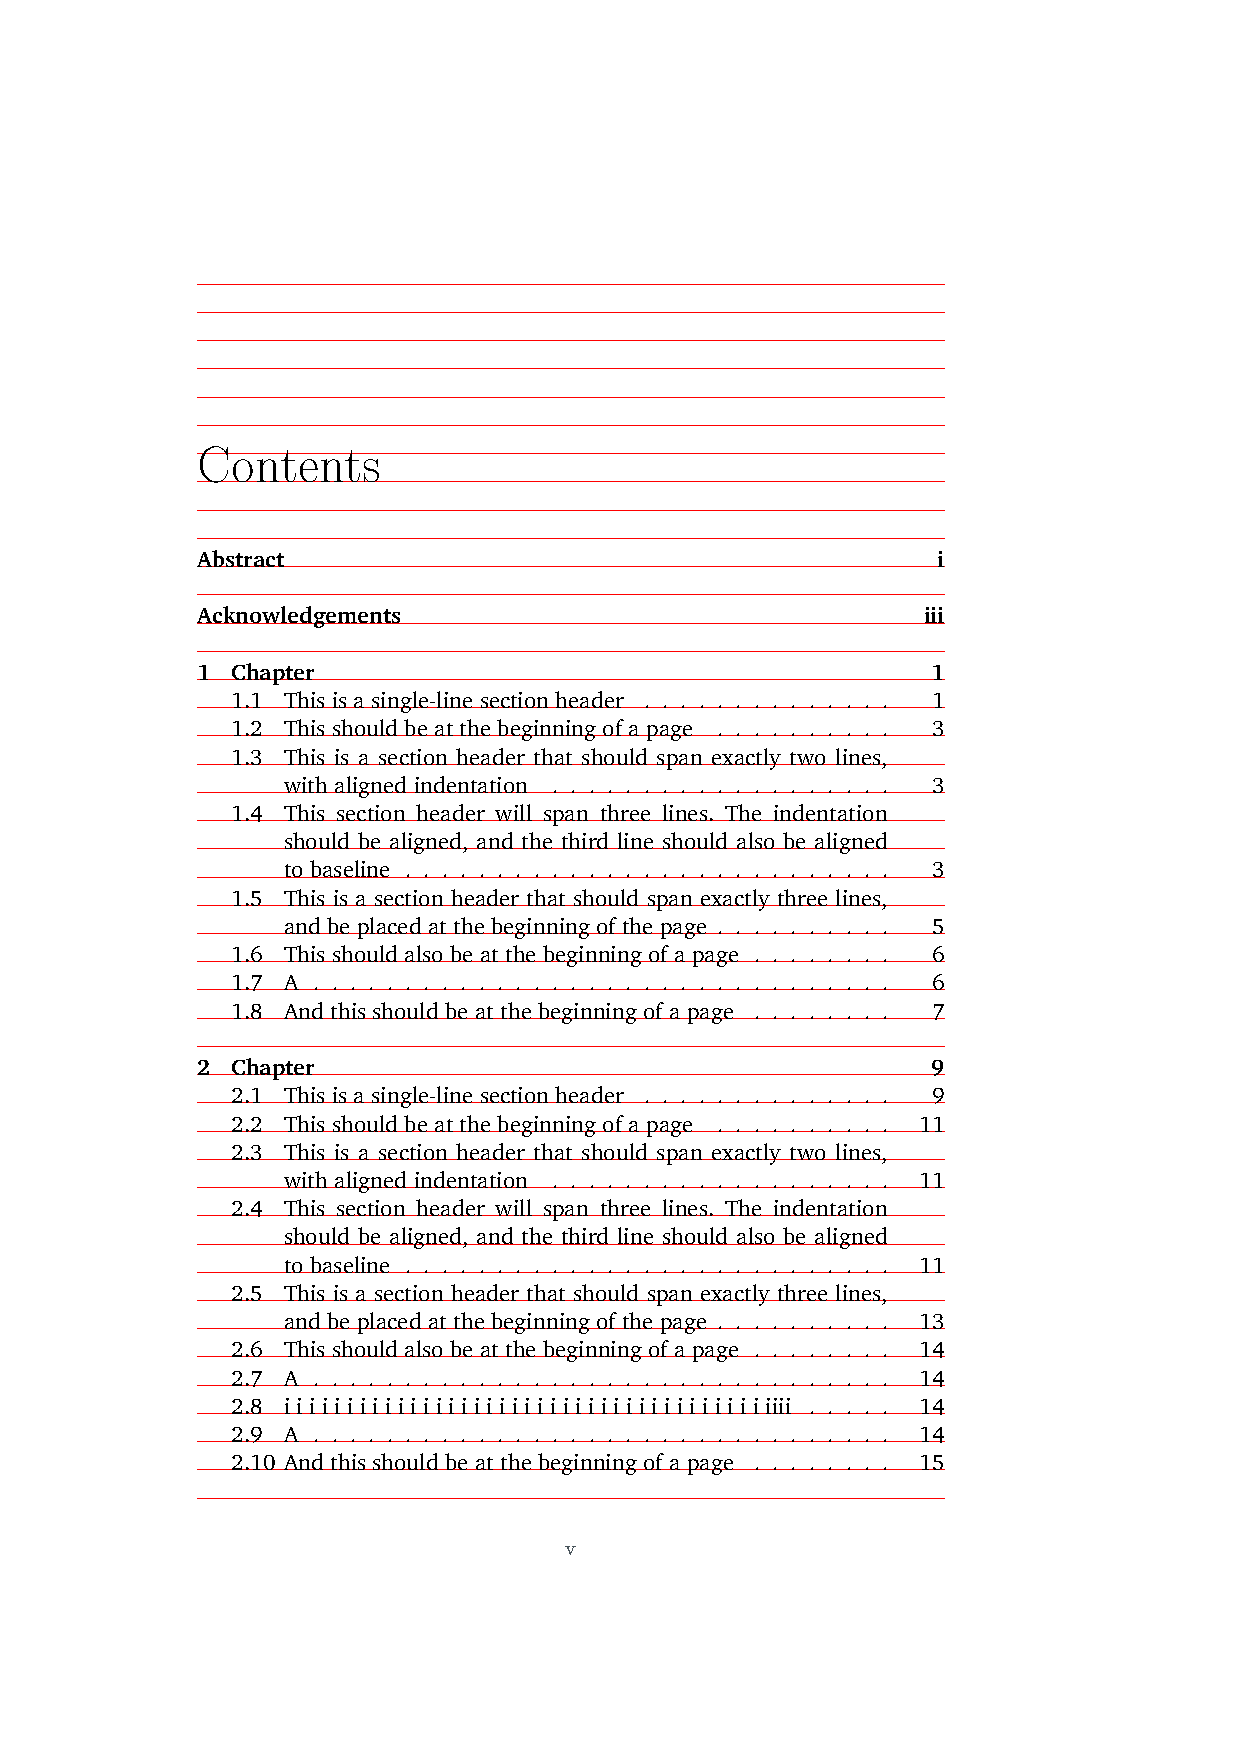 Contents
Abstract i
Acknowledgements iii
1 Chapter 1
1.1 This is a single-line section header . . . . . . . . . . . . . . 1
1.2 This should be at the beginning of a page . . . . . . . . . . 3
1.3 This is a section header that should span exactly two lines,
with aligned indentation . . . . . . . . . . . . . . . . . . . 3
1.4 This section header will span three lines. The indentation
should be aligned, and the third line should also be aligned
to baseline . . . . . . . . . . . . . . . . . . . . . . . . . . . 3
1.5 This is a section header that should span exactly three lines,
and be placed at the beginning of the page . . . . . . . . . . 5
1.6 This should also be at the beginning of a page . . . . . . . . 6
1.7 A . . . . . . . . . . . . . . . . . . . . . . . . . . . . . . . . 6
1.8 And this should be at the beginning of a page . . . . . . . . 7
2 Chapter 9
2.1 This is a single-line section header . . . . . . . . . . . . . . 9
2.2 This should be at the beginning of a page . . . . . . . . . . 11
2.3 This is a section header that should span exactly two lines,
with aligned indentation . . . . . . . . . . . . . . . . . . . 11
2.4 This section header will span three lines. The indentation
should be aligned, and the third line should also be aligned
to baseline . . . . . . . . . . . . . . . . . . . . . . . . . . . 11
2.5 This is a section header that should span exactly three lines,
and be placed at the beginning of the page . . . . . . . . . . 13
2.6 This should also be at the beginning of a page . . . . . . . . 14
2.7 A . . . . . . . . . . . . . . . . . . . . . . . . . . . . . . . . 14
2.8 i i i i i i i i i i i i i i i i i i i i i i i i i i i i i i i i i i i i i i iiii . . . . . 14
2.9 A . . . . . . . . . . . . . . . . . . . . . . . . . . . . . . . . 14
2.10 And this should be at the beginning of a page . . . . . . . . 15
v